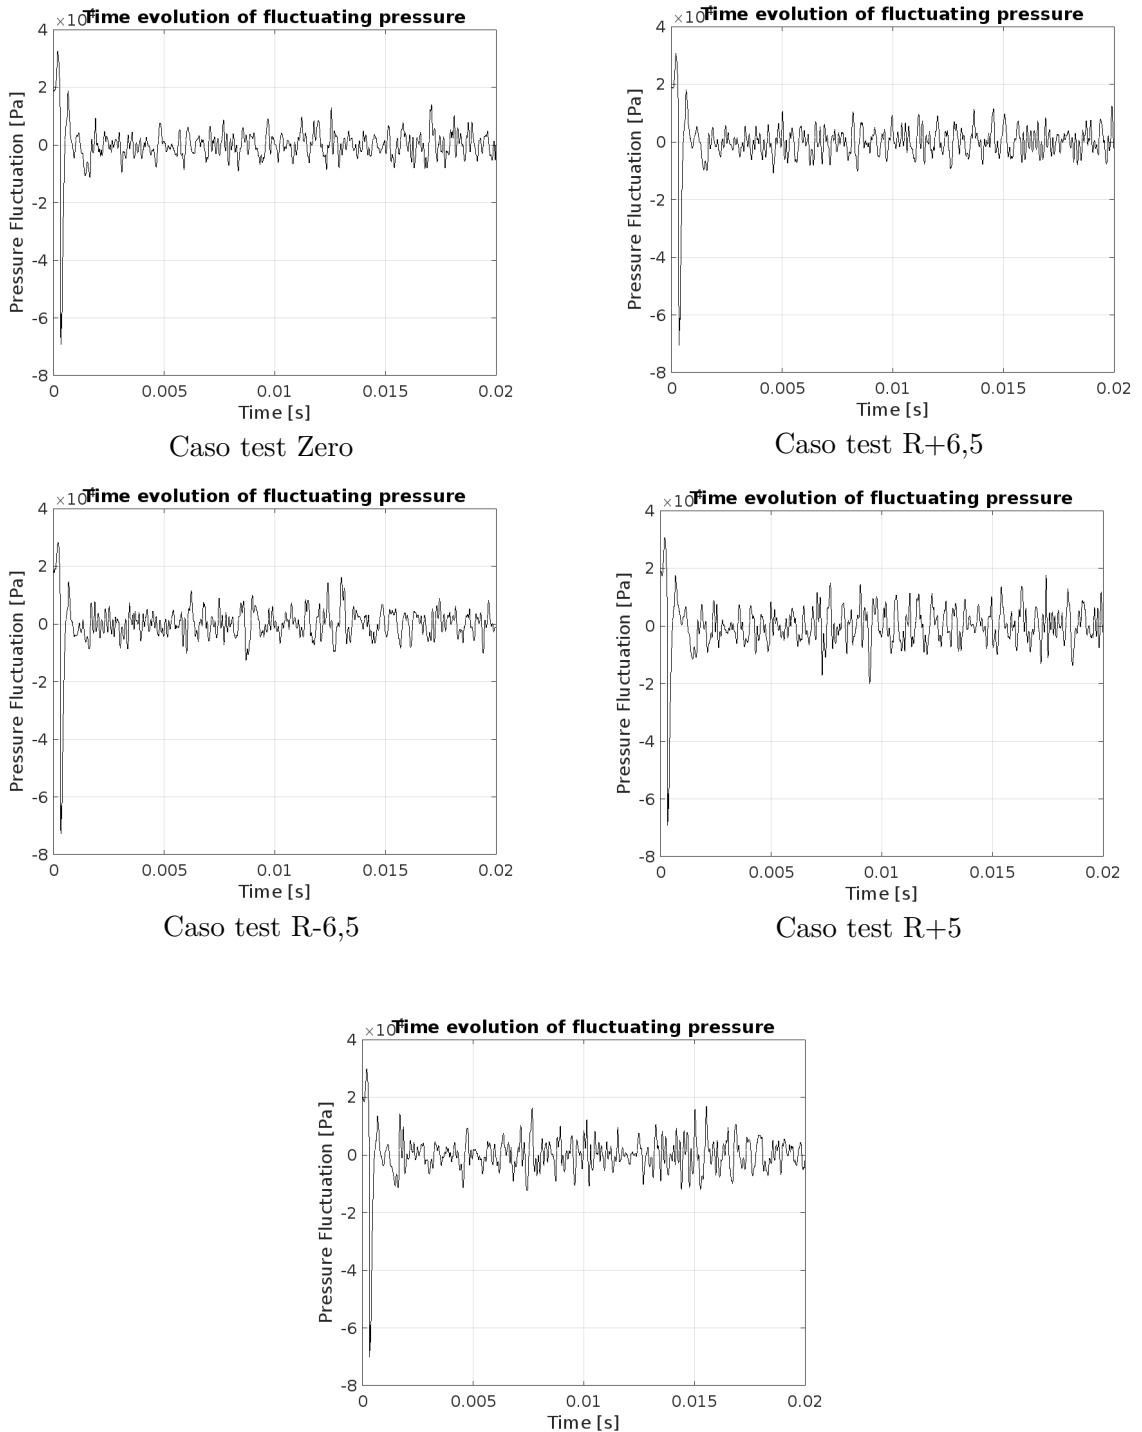 ×10⁴ Time evolution of fluctuating pressure
4
2
0
-2
-4
-6
-8
Pressure Fluctuation [Pa]
0 0.005 0.01 0.015 0.02
Time [s]
Caso test Zero
×10⁴ Time evolution of fluctuating pressure
4
2
0
-2
-4
-6
-8
Pressure Fluctuation [Pa]
0 0.005 0.01 0.015 0.02
Time [s]
Caso test R+6,5
×10⁴ Time evolution of fluctuating pressure
4
2
0
-2
-4
-6
-8
Pressure Fluctuation [Pa]
0 0.005 0.01 0.015 0.02
Time [s]
Caso test R-6,5
×10⁴ Time evolution of fluctuating pressure
4
2
0
-2
-4
-6
-8
Pressure Fluctuation [Pa]
0 0.005 0.01 0.015 0.02
Time [s]
Caso test R+5
×10⁴ Time evolution of fluctuating pressure
4
2
0
-2
-4
-6
-8
Pressure Fluctuation [Pa]
0 0.005 0.01 0.015 0.02
Time [s]